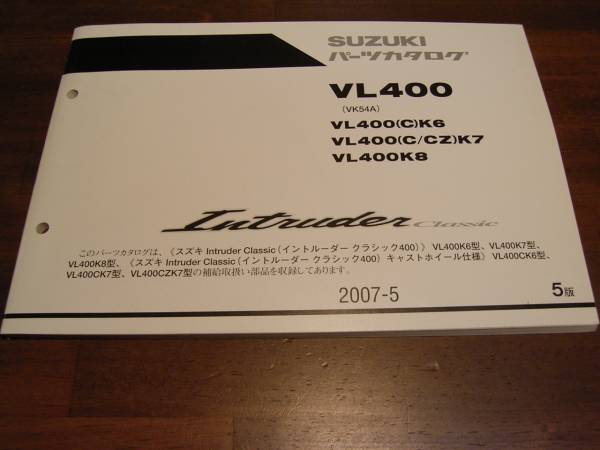 SUZUKI
パーツカタログ
VL400
(VK54A)
VL400(C)K6
VL400(C/CZ)K7
VL400K8
Intruder Classic
このパーツカタログは、《スズキ Intruder Classic（イントルーダー クラシック400）》 VL400K6型、VL400K7型、
VL400K8型、《スズキ Intruder Classic（イントルーダー クラシック400） キャストホイール仕様》 VL400CK6型、
VL400CK7型、VL400CZK7型の補給取扱い部品を収録してあります。
2007-5
5版